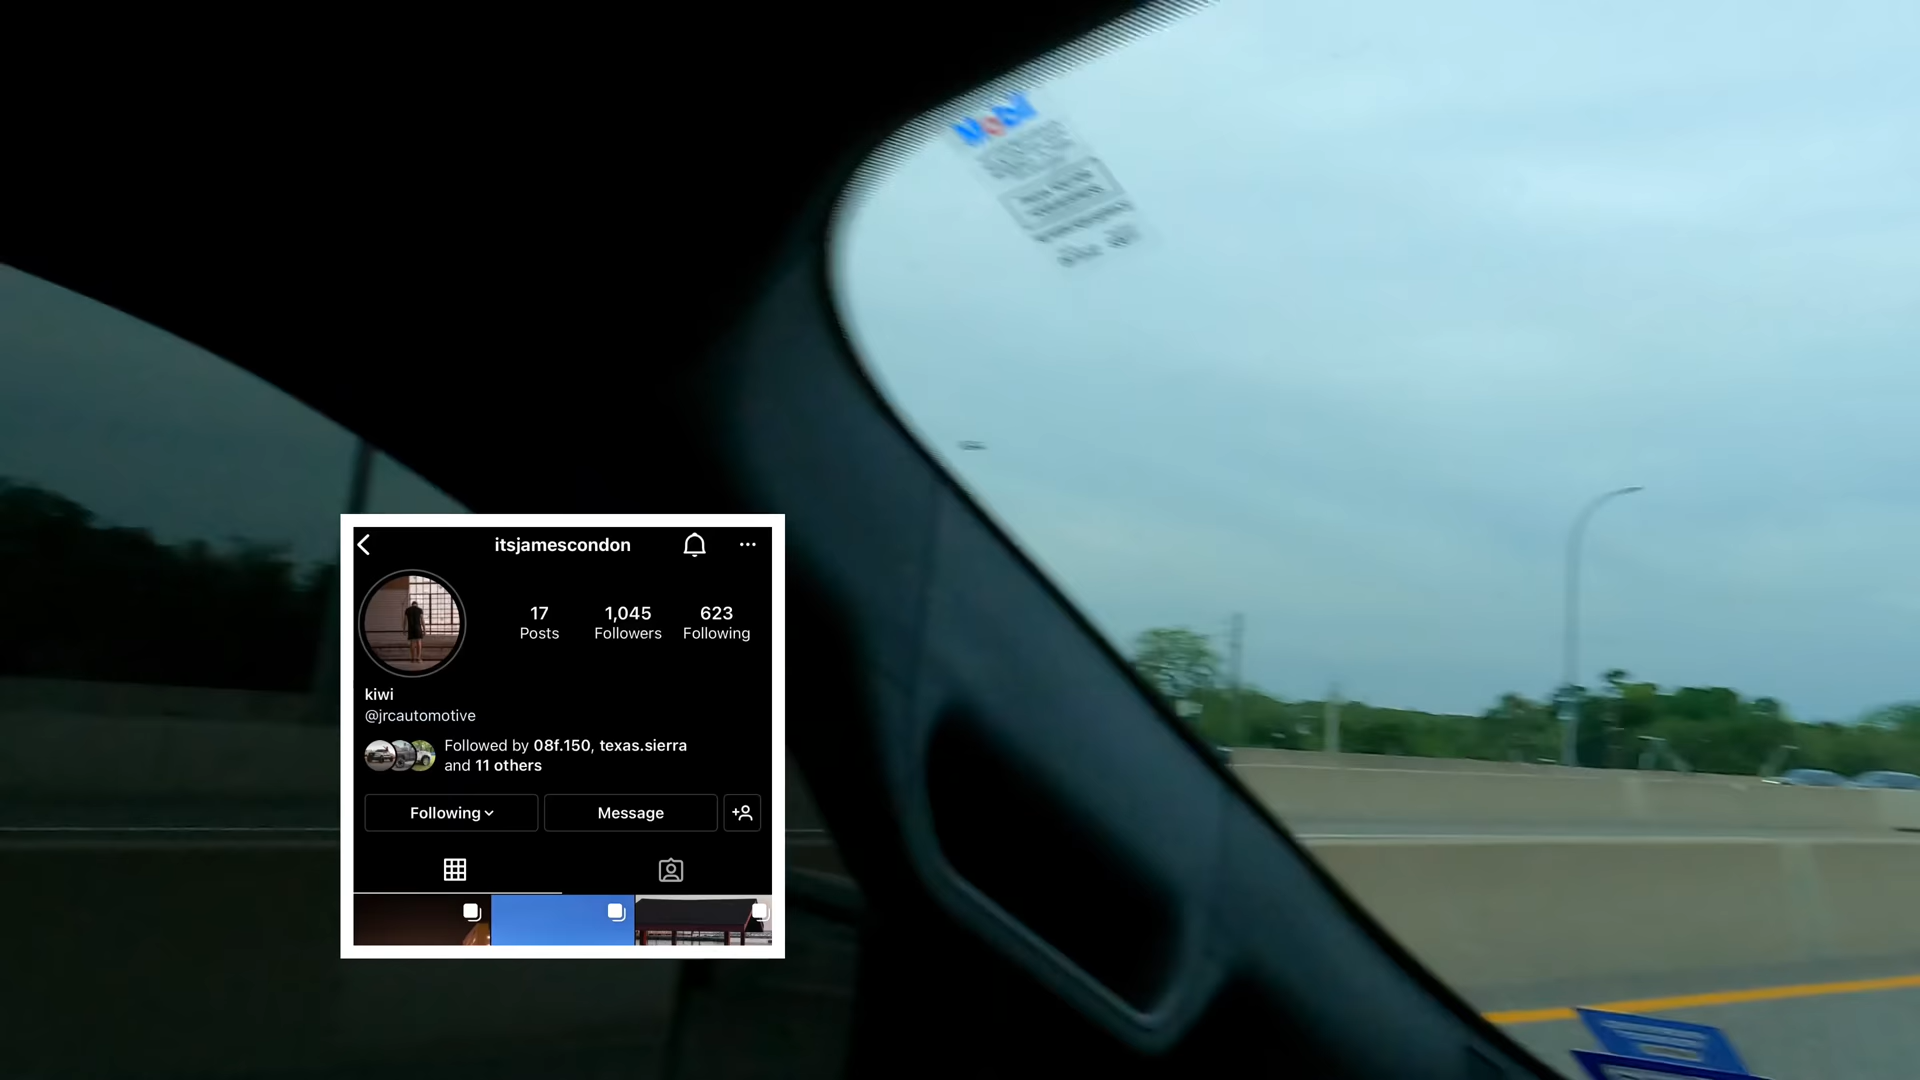 Mobil
itsjamescondon
17
1,045
623
Posts
Followers
Following
kiwi
@jrcautomotive
Followed by 08f.150, texas.sierra
and 11 others
Following
Message